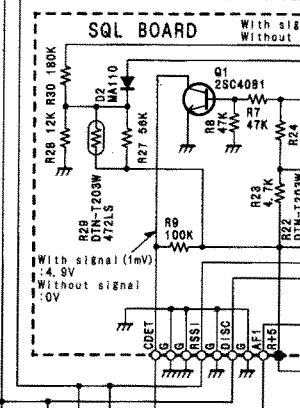 SQL BOARD
With sig
Without
R30 180K
D2
MA110
Q1
2SC4081
R28 12K
R27 56K
R8
47K
R7
47K
R24
R29
DTN-T203W
472LS
R23
4.7K
R22
DTN-T203W
R9
100K
With signal(1mV)
:4.9V
Without signal
:0V
CDET
G
G
RSSI
G
DISC
G
AF1
R+5